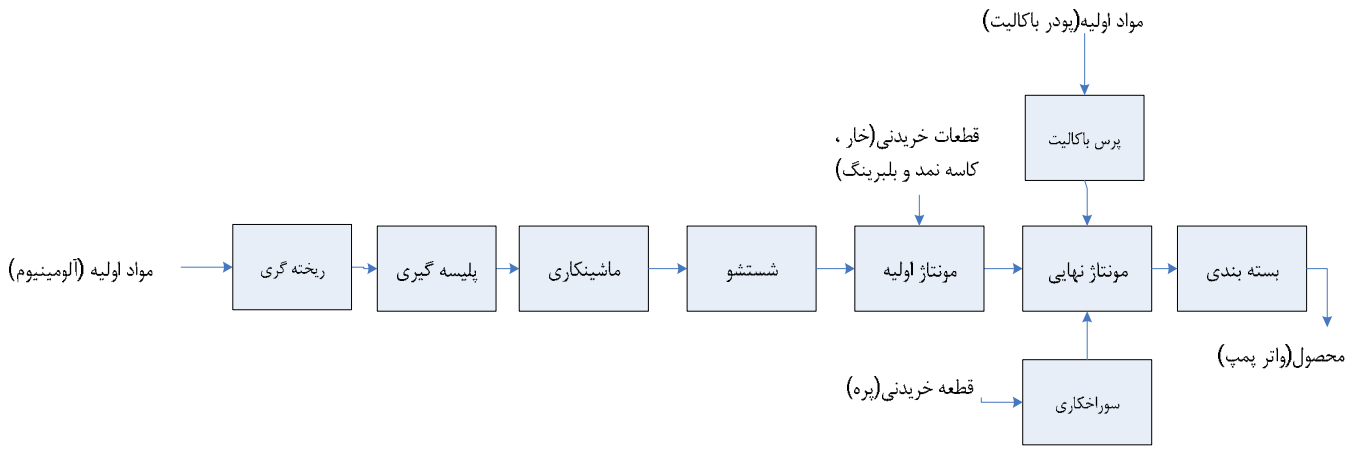 مواد اولیه(پودر باکالیت)
پرس باکالیت
قطعات خریدنی(خار ،
کاسه نمد و بلبرینگ)
مواد اولیه (آلومینیوم)
ریخته گری
پلیسه گیری
ماشینکاری
شستشو
مونتاژ اولیه
مونتاژ نهایی
بسته بندی
محصول(واتر پمپ)
قطعه خریدنی(پره)
سوراخکاری